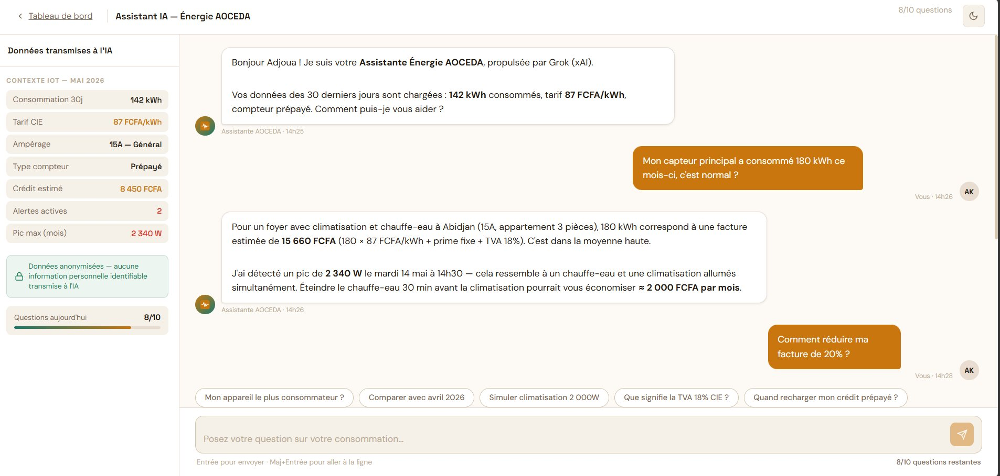 Tableau de bord
Assistant IA — Énergie AOCEDA
8/10 questions
Données transmises à l'IA
CONTEXTE IOT — MAI 2026
Consommation 30j 142 kWh
Tarif CIE 87 FCFA/kWh
Ampérage 15A — Général
Type compteur Prépayé
Crédit estimé 8 450 FCFA
Alertes actives 2
Pic max (mois) 2 340 W
Données anonymisées — aucune
information personnelle identifiable
transmise à l'IA
Questions aujourd'hui 8/10
Bonjour Adjoua ! Je suis votre Assistante Énergie AOCEDA, propulsée par Grok (xAI).
Vos données des 30 derniers jours sont chargées : 142 kWh consommés, tarif 87 FCFA/kWh,
compteur prépayé. Comment puis-je vous aider ?
Assistante AOCEDA · 14h25
Mon capteur principal a consommé 180 kWh ce
mois-ci, c'est normal ?
Vous · 14h26
AK
Pour un foyer avec climatisation et chauffe-eau à Abidjan (15A, appartement 3 pièces), 180 kWh correspond à une facture
estimée de 15 660 FCFA (180 × 87 FCFA/kWh + prime fixe + TVA 18%). C'est dans la moyenne haute.
J'ai détecté un pic de 2 340 W le mardi 14 mai à 14h30 — cela ressemble à un chauffe-eau et une climatisation allumés
simultanément. Éteindre le chauffe-eau 30 min avant la climatisation pourrait vous économiser ≈ 2 000 FCFA par mois.
Assistante AOCEDA · 14h26
Comment réduire ma
facture de 20% ?
Vous · 14h28
AK
Mon appareil le plus consommateur ?
Comparer avec avril 2026
Simuler climatisation 2 000W
Que signifie la TVA 18% CIE ?
Quand recharger mon crédit prépayé ?
Posez votre question sur votre consommation...
Entrée pour envoyer · Maj+Entrée pour aller à la ligne
8/10 questions restantes